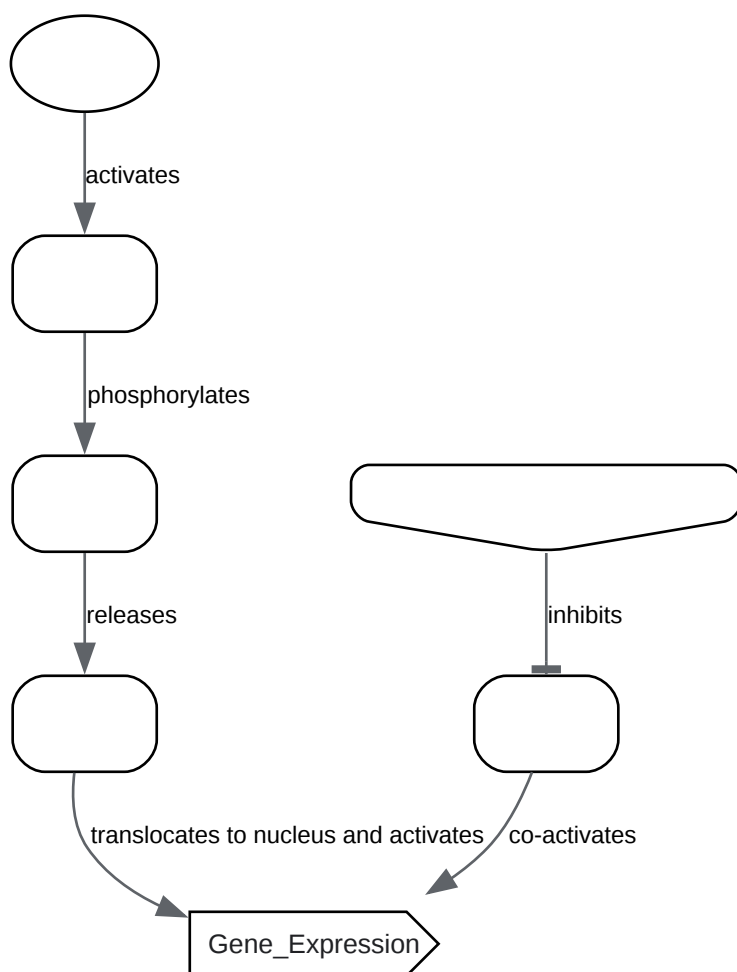 activates
phosphorylates
releases
inhibits
translocates to nucleus and activates
co-activates
Gene_Expression